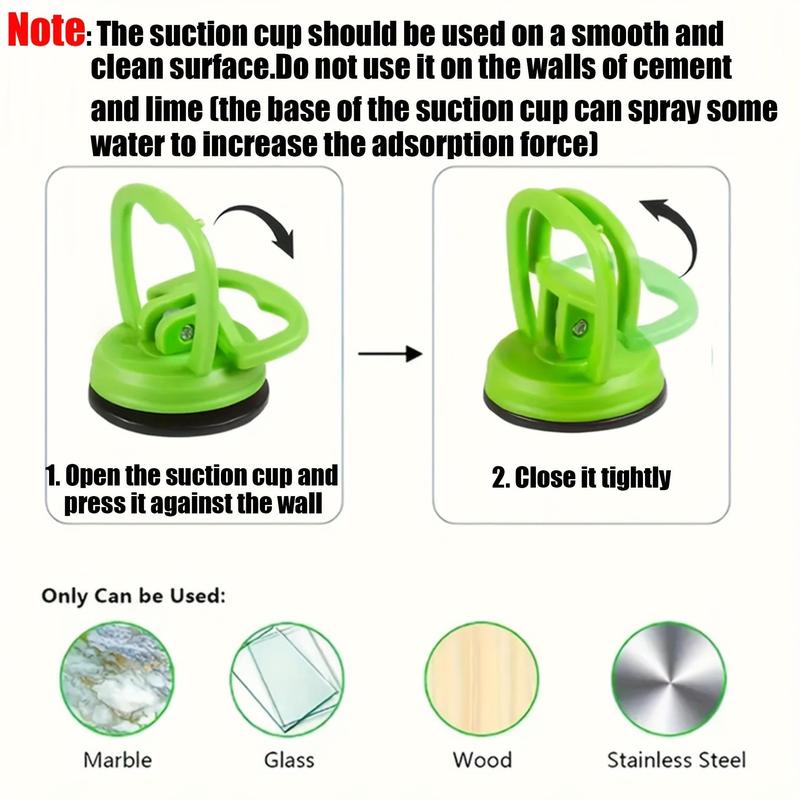 Note: The suction cup should be used on a smooth and
clean surface.Do not use it on the walls of cement
and lime (the base of the suction cup can spray some
water to increase the adsorption force)
1. Open the suction cup and
press it against the wall
2. Close it tightly
Only Can be Used:
Marble
Glass
Wood
Stainless Steel